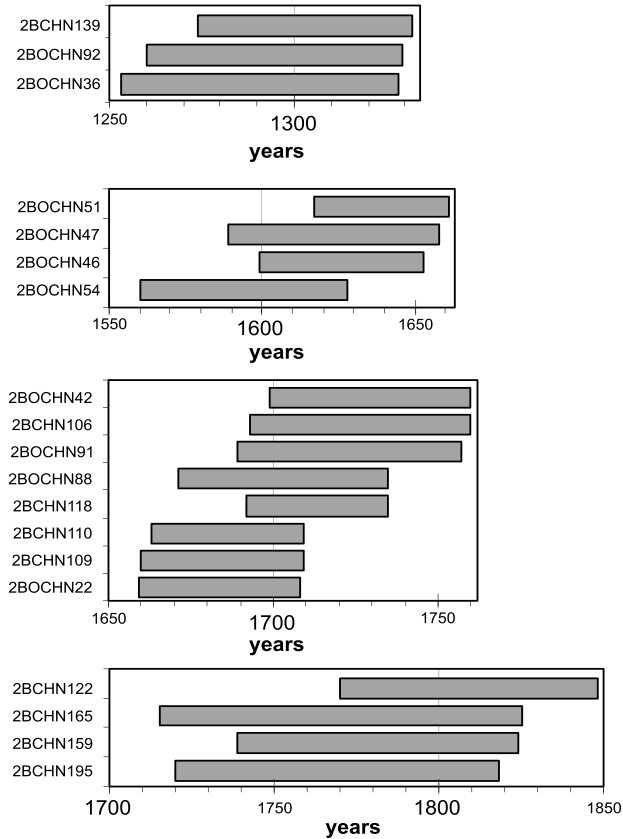 2BCHN139
2BOCHN92
2BOCHN36
1250 1300
years
2BOCHN51
2BOCHN47
2BOCHN46
2BOCHN54
1550 1600 1650
years
2BOCHN42
2BCHN106
2BOCHN91
2BOCHN88
2BCHN118
2BCHN110
2BCHN109
2BOCHN22
1650 1700 1750
years
2BCHN122
2BCHN165
2BCHN159
2BCHN195
1700 1750 1800 1850
years